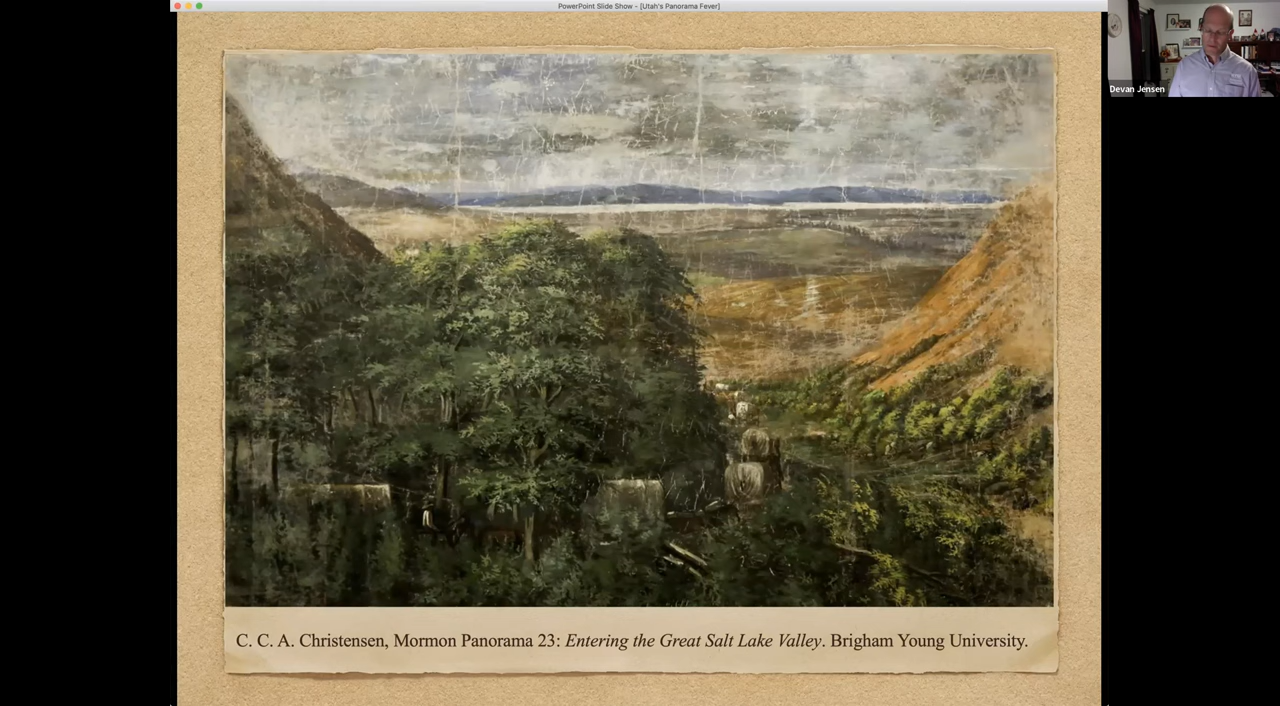 PowerPoint Slide Show - [Utah's Panorama Fever]
Devan Jensen
C. C. A. Christensen, Mormon Panorama 23: Entering the Great Salt Lake Valley. Brigham Young University.